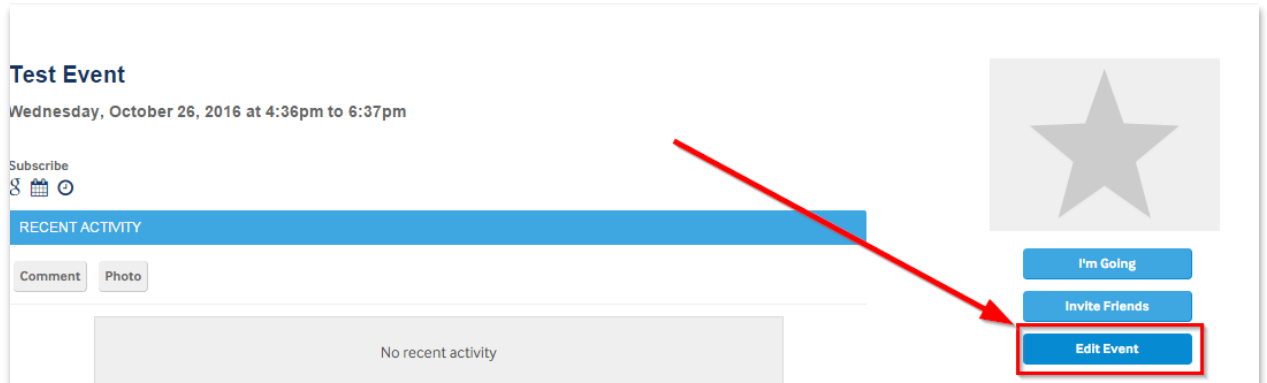 Test Event
Wednesday, October 26, 2016 at 4:36pm to 6:37pm
Subscribe
8
RECENT ACTIVITY
Comment Photo
No recent activity
I'm Going
Invite Friends
Edit Event